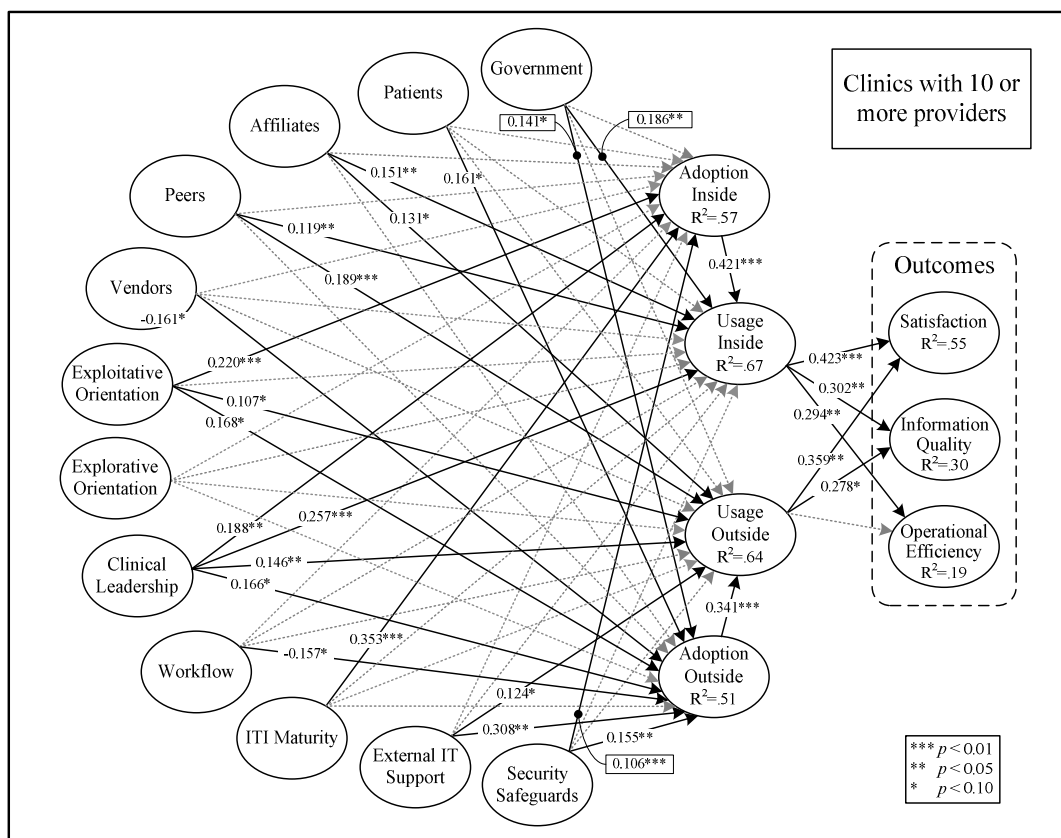 Government
Clinics with 10 or
more providers
Patients
Affiliates
0.141*
0.186**
0.151**
0.161*
Adoption
Inside
R²=.57
Peers
0.131*
0.119**
0.189***
0.421***
Outcomes
Vendors
-0.161*
Usage
Inside
R²=.67
Satisfaction
R²=.55
0.423***
Exploitative
Orientation
0.220***
0.107*
0.168*
0.302**
0.294**
Information
Quality
R²=.30
Explorative
Orientation
0.359**
0.278*
Usage
Outside
R²=.64
Operational
Efficiency
R²=.19
Clinical
Leadership
0.188**
0.257***
0.146**
0.166*
0.341***
Workflow
0.353***
-0.157*
Adoption
Outside
R²=.51
ITI Maturity
0.124*
0.308**
External IT
Support
0.155**
0.106***
Security
Safeguards
*** p < 0.01
** p < 0.05
* p < 0.10